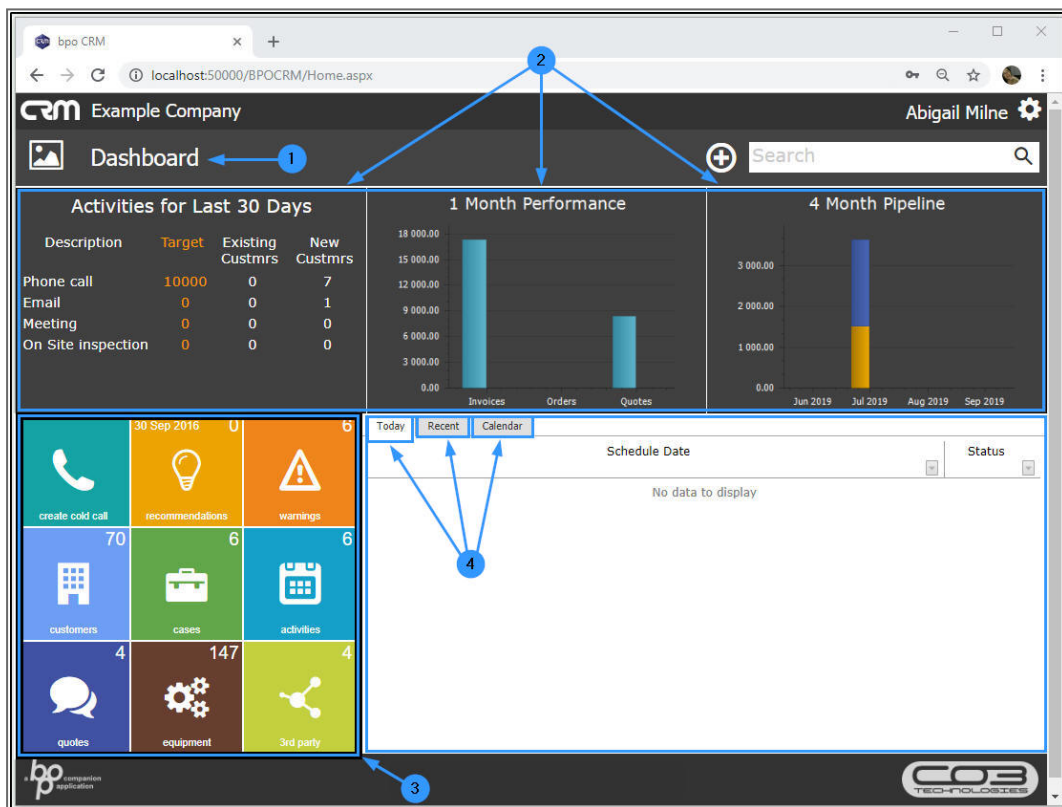 bpo CRM
localhost:50000/BPOCRM/Home.aspx
2
CRM Example Company
Abigail Milne
Dashboard
1
Search
Activities for Last 30 Days
Description Target Existing Custmrs New Custmrs
Phone call 10000 0 7
Email 0 0 1
Meeting 0 0 0
On Site inspection 0 0 0
1 Month Performance
18 000.00
15 000.00
12 000.00
9 000.00
6 000.00
3 000.00
0.00
Invoices Orders Quotes
4 Month Pipeline
3 000.00
2 000.00
1 000.00
0.00
Jun 2019 Jul 2019 Aug 2019 Sep 2019
create cold call
30 Sep 2016 0
recommendations
6
warnings
70
customers
6
cases
6
activities
4
quotes
147
equipment
4
3rd party
Today Recent Calendar
Schedule Date Status
No data to display
4
3
a bpo companion application
CO3
TECHNOLOGIES